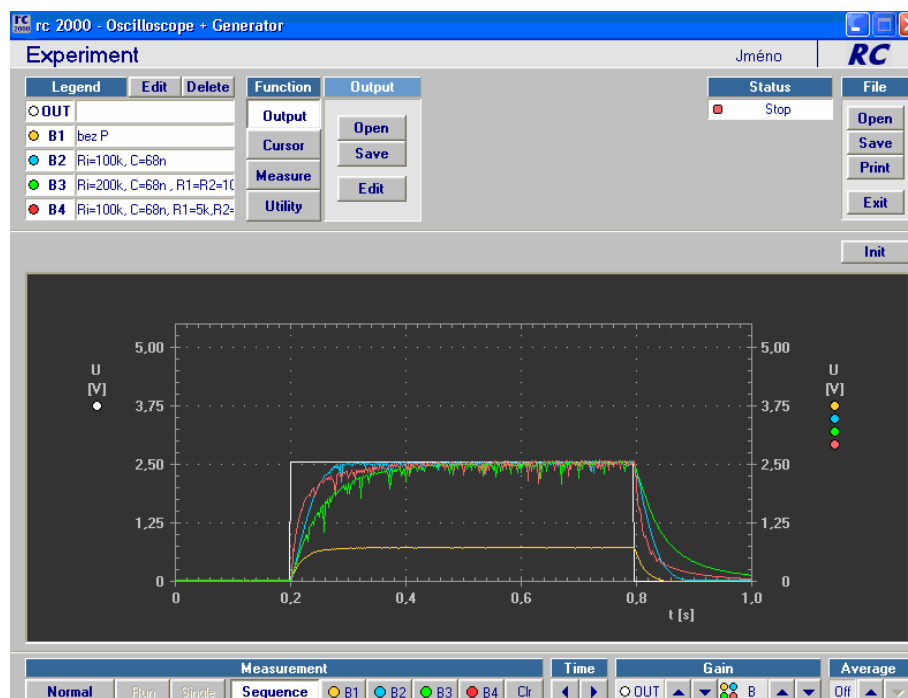 rc 2000 - Oscilloscope + Generator
Experiment
Jméno
RC
Legend Edit Delete
OUT
B1 bez P
B2 Ri=100k, C=68n
B3 Ri=200k, C=68n , R1=R2=1(
B4 Ri=100k, C=68n, R1=5k,R2=
Function
Output
Cursor
Measure
Utility
Output
Open
Save
Edit
Status
Stop
File
Open
Save
Print
Exit
Init
U
[V]
5,00
3,75
2,50
1,25
0
5,00
3,75
2,50
1,25
0
U
[V]
0 0,2 0,4 0,6 0,8 1,0
t [s]
Measurement
Normal Run Single Sequence B1 B2 B3 B4 Clr
Time
Gain
OUT B
Average
Off